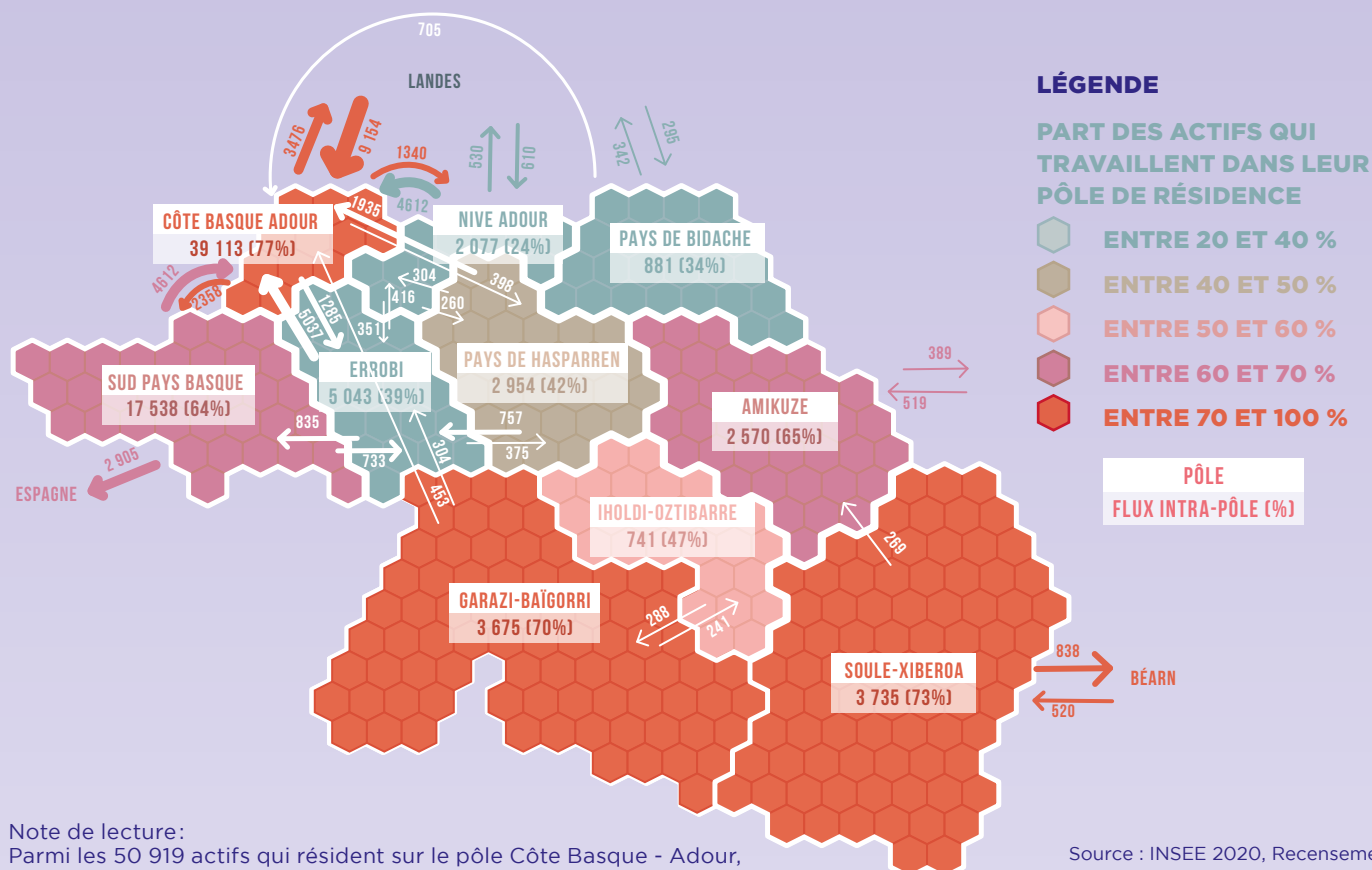 705
LANDES
3476
9 154
1340
4612
530
610
342
295
CÔTE BASQUE ADOUR
39 113 (77%)
1935
NIVE ADOUR
2 077 (24%)
PAYS DE BIDACHE
881 (34%)
4612
2358
304
416
260
398
1285
5037
351
ERROBI
5 043 (39%)
PAYS DE HASPARREN
2 954 (42%)
SUD PAYS BASQUE
17 538 (64%)
AMIKUZE
2 570 (65%)
389
519
835
733
757
375
304
453
2 905
ESPAGNE
IHOLDI-OZTIBARRE
741 (47%)
269
GARAZI-BAÏGORRI
3 675 (70%)
288
241
SOULE-XIBEROA
3 735 (73%)
838
520
BÉARN
LÉGENDE
PART DES ACTIFS QUI
TRAVAILLENT DANS LEUR
PÔLE DE RÉSIDENCE
ENTRE 20 ET 40 %
ENTRE 40 ET 50 %
ENTRE 50 ET 60 %
ENTRE 60 ET 70 %
ENTRE 70 ET 100 %
PÔLE
FLUX INTRA-PÔLE (%)
Note de lecture :
Parmi les 50 919 actifs qui résident sur le pôle Côte Basque - Adour,
Source : INSEE 2020, Recenseme